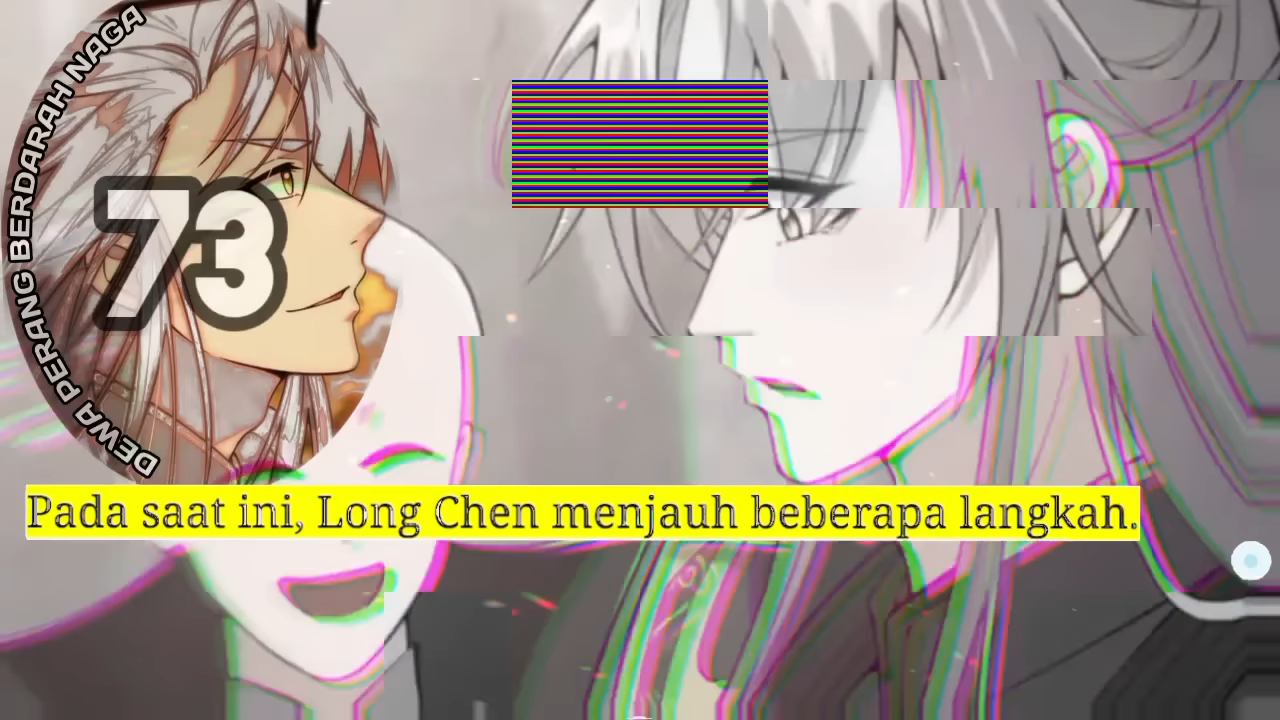 DEWA PERANG BERDARAH NAGA
73
Pada saat ini, Long Chen menjauh beberapa langkah.